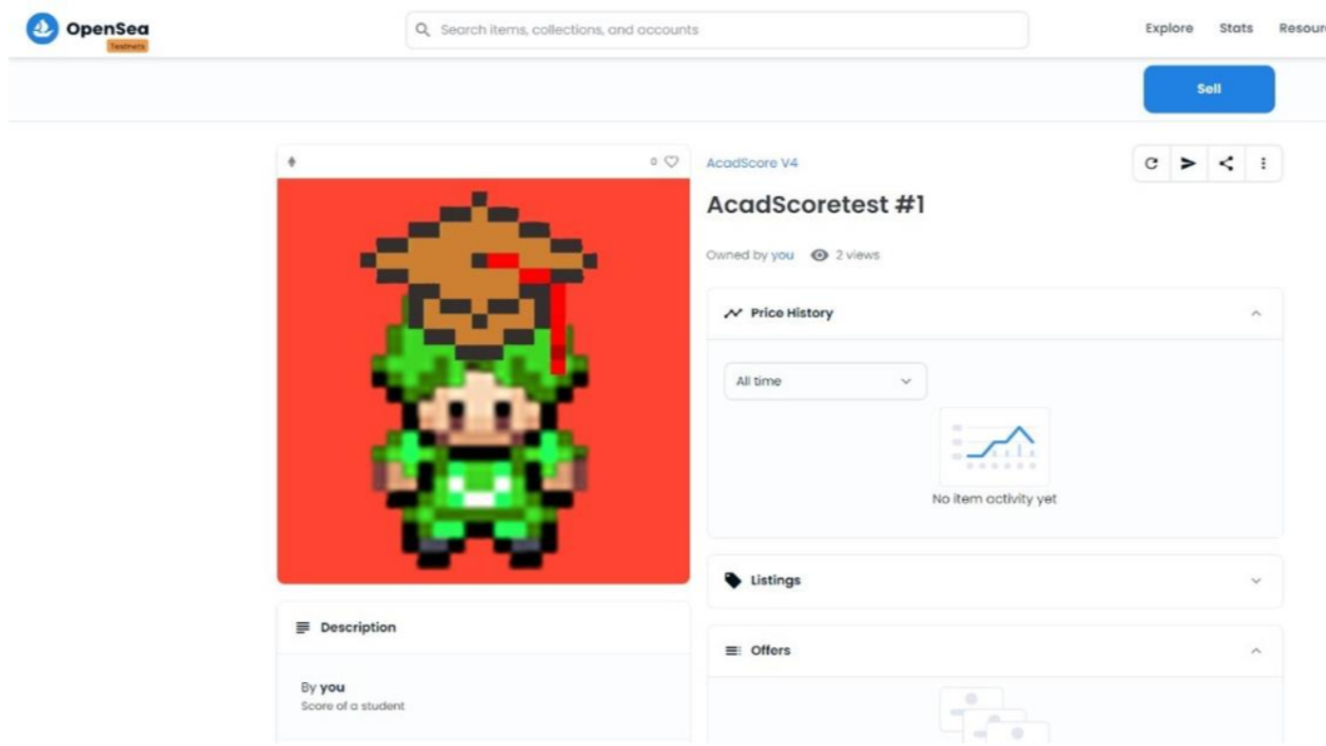 OpenSea
Testnets
Search items, collections, and accounts
Explore Stats Resour
Sell
0
AcadScore V4
AcadScoretest #1
Owned by you 2 views
Price History
All time
No item activity yet
Listings
Offers
Description
By you
Score of a student